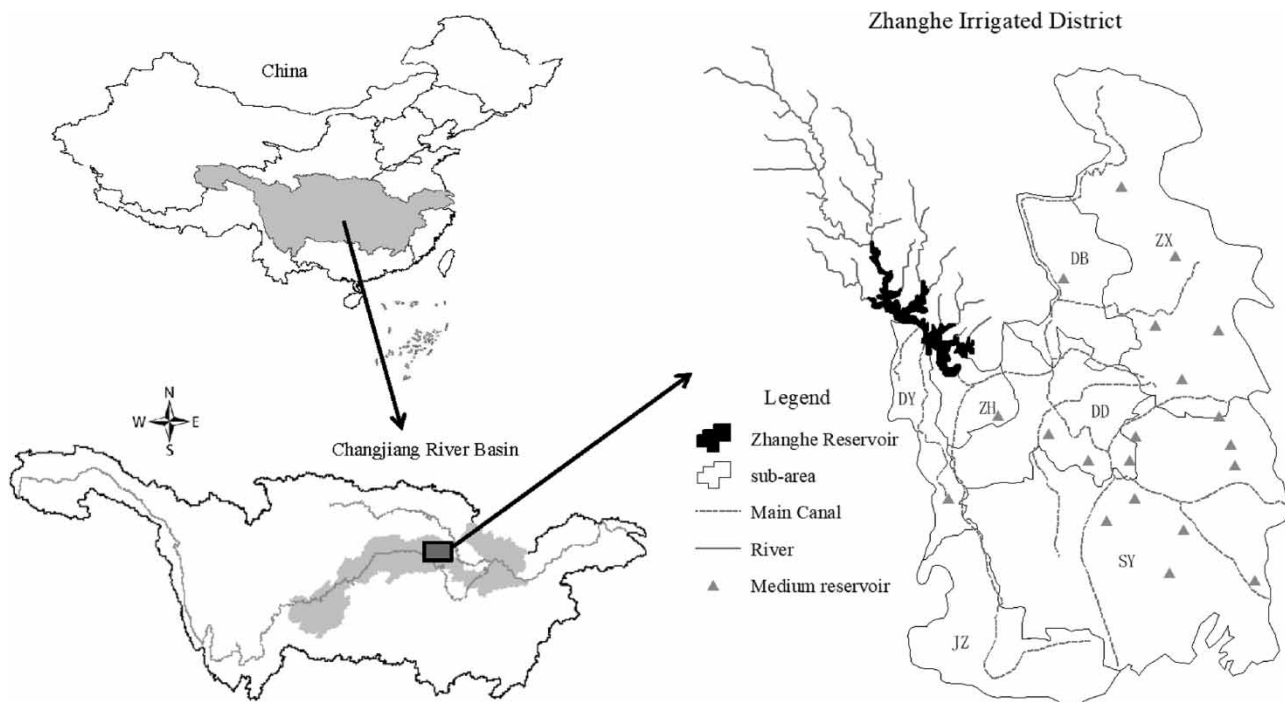 Zhanghe Irrigated District
China
N
W E
S
Changjiang River Basin
Legend
Zhanghe Reservoir
sub-area
Main Canal
River
Medium reservoir
ZX
DB
DY
ZH
DD
SY
JZ